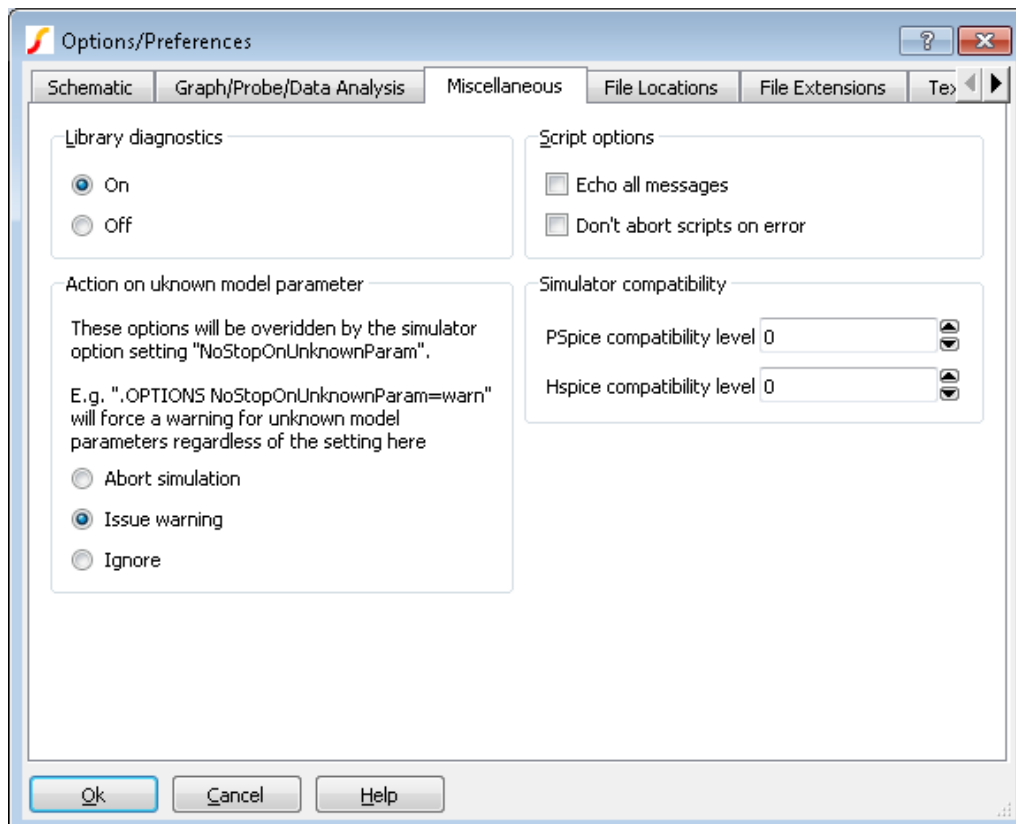 Options/Preferences
Schematic
Graph/Probe/Data Analysis
Miscellaneous
File Locations
File Extensions
Library diagnostics
On
Off
Action on uknown model parameter
These options will be overidden by the simulator
option setting "NoStopOnUnknownParam".
E.g. ".OPTIONS NoStopOnUnknownParam=warn"
will force a warning for unknown model
parameters regardless of the setting here
Abort simulation
Issue warning
Ignore
Script options
Echo all messages
Don't abort scripts on error
Simulator compatibility
PSpice compatibility level 0
Hspice compatibility level 0
Ok
Cancel
Help